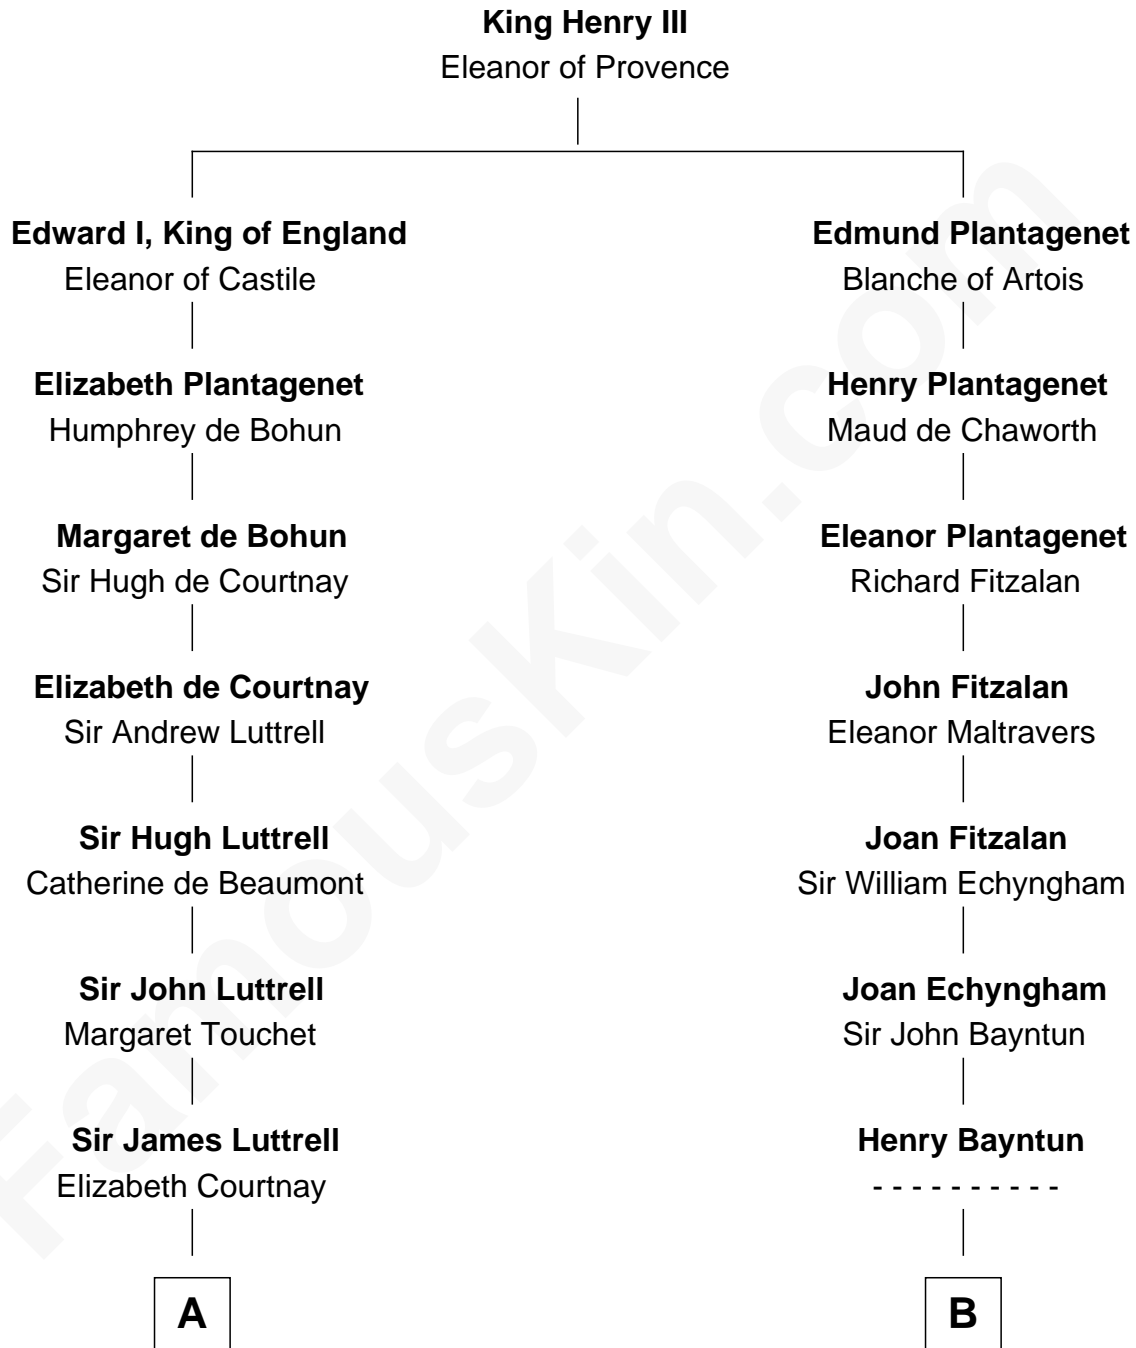 King Henry III
Eleanor of Provence
Edward I, King of England
Eleanor of Castile
Edmund Plantagenet
Blanche of Artois
Elizabeth Plantagenet
Humphrey de Bohun
Henry Plantagenet
Maud de Chaworth
Margaret de Bohun
Sir Hugh de Courtnay
Eleanor Plantagenet
Richard Fitzalan
Elizabeth de Courtnay
Sir Andrew Luttrell
John Fitzalan
Eleanor Maltravers
Sir Hugh Luttrell
Catherine de Beaumont
Joan Fitzalan
Sir William Echyngham
Sir John Luttrell
Margaret Touchet
Joan Echyngham
Sir John Bayntun
Sir James Luttrell
Elizabeth Courtnay
Henry Bayntun
- - - - - - - - - -
A
B
FamousKin.com